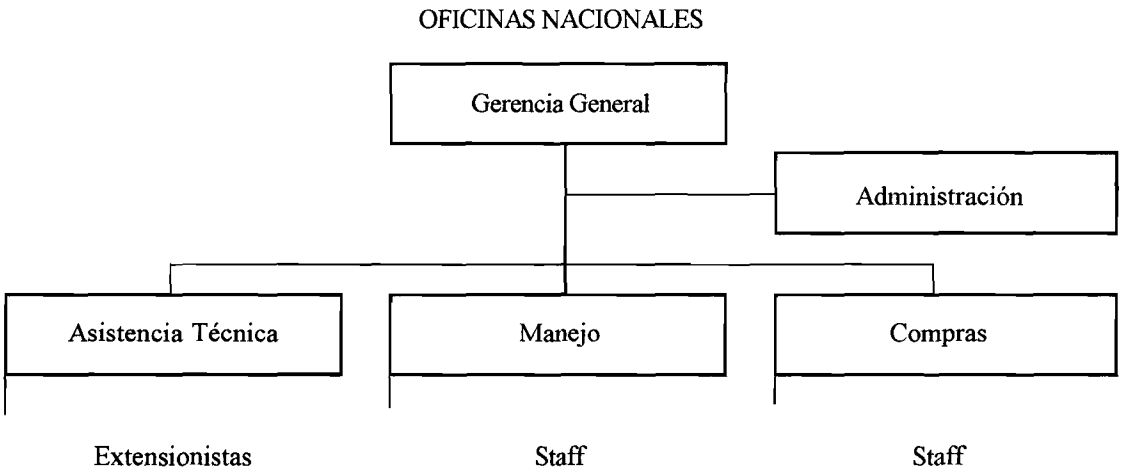 OFICINAS NACIONALES
Gerencia General
Administración
Asistencia Técnica
Manejo
Compras
Extensionistas
Staff
Staff